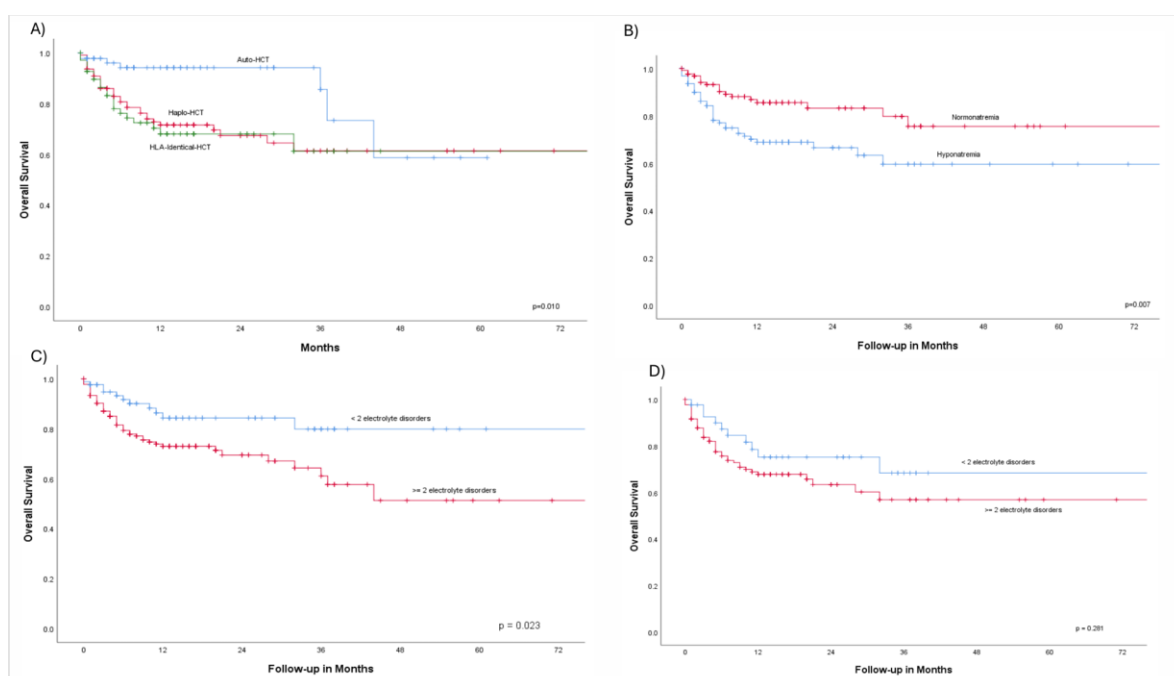 A)
1.0
0.8
0.6
0.4
0.2
0.0
Overall Survival
Auto-HCT
Haplo-HCT
HLA-Identical-HCT
p=0.010
0 12 24 36 48 60 72
Months
B)
1.0
0.8
0.6
0.4
0.2
0.0
Overall Survival
Normonatremia
Hyponatremia
p=0.007
0 12 24 36 48 60 72
Follow-up in Months
C)
1.0
0.8
0.6
0.4
0.2
0.0
Overall Survival
< 2 electrolyte disorders
>= 2 electrolyte disorders
p = 0.023
0 12 24 36 48 60 72
Follow-up in Months
D)
1.0
0.8
0.6
0.4
0.2
0.0
Overall Survival
< 2 electrolyte disorders
>= 2 electrolyte disorders
p = 0.281
0 12 24 36 48 60 72
Follow-up in Months